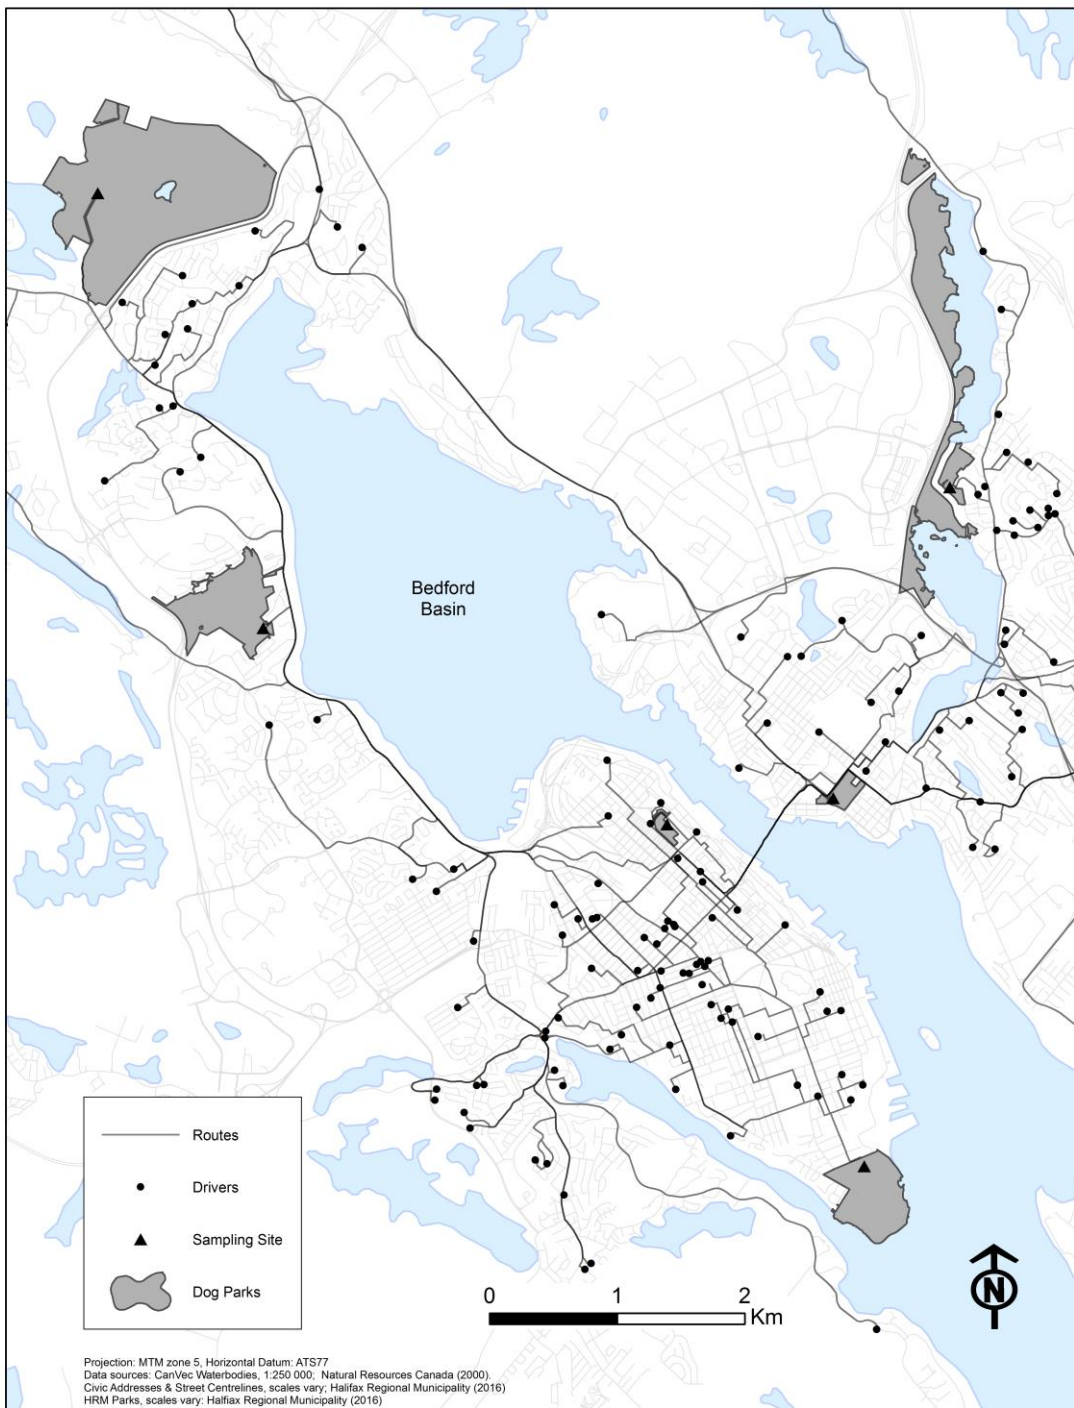 Bedford
Basin
Routes
Drivers
Sampling Site
Dog Parks
0 1 2
Km
N
Projection: MTM zone 5, Horizontal Datum: ATS77
Data sources: CanVec Waterbodies, 1:250 000; Natural Resources Canada (2000).
Civic Addresses & Street Centrelines, scales vary; Halifax Regional Municipality (2016)
HRM Parks, scales vary: Halfiax Regional Municipality (2016)